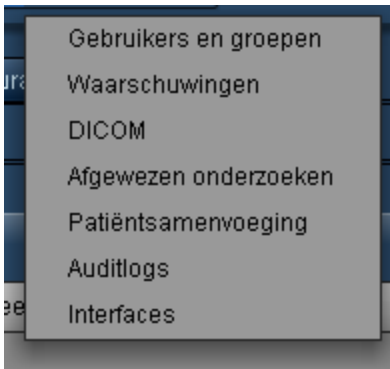 Gebruikers en groepen
Waarschuwingen
DICOM
Afgewezen onderzoeken
Patiëntsamenvoeging
Auditlogs
Interfaces